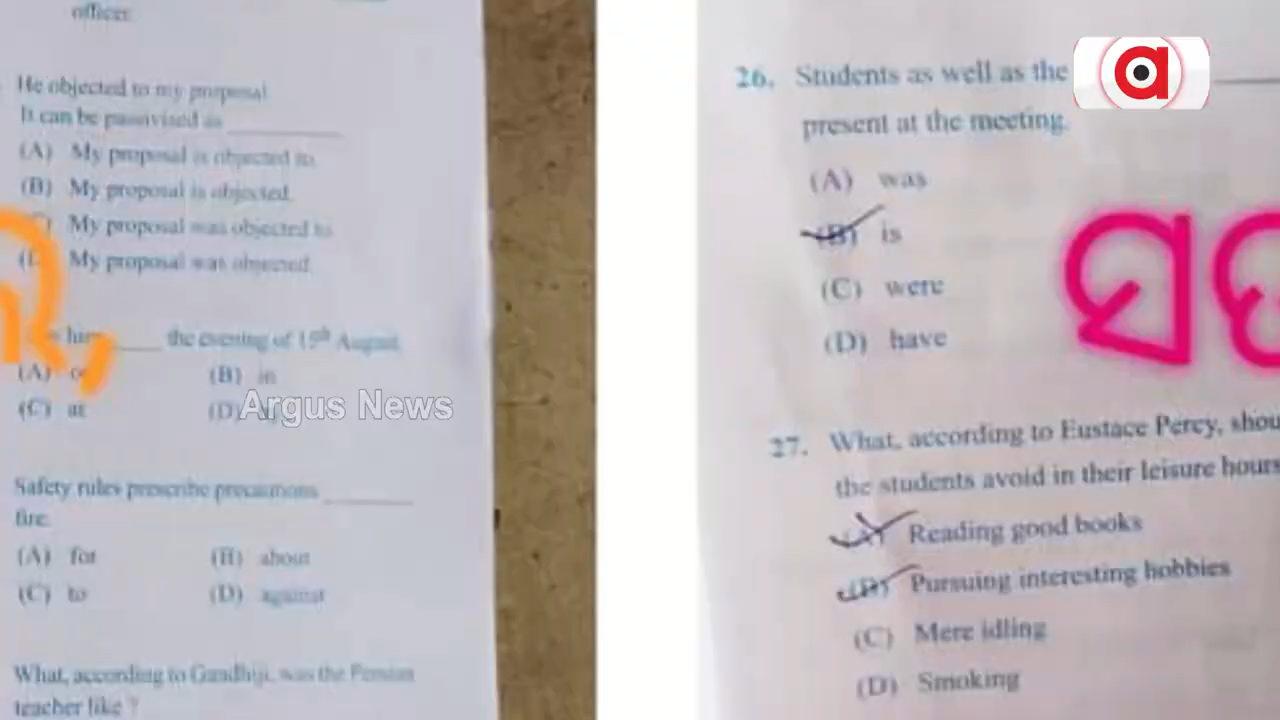 officer.
He objected to my proposal.
It can be passivised as ________
(A) My proposal is objected to.
(B) My proposal is objected.
My proposal was objected to.
My proposal was objected.
the evening of 15th August.
(A)
(B) in
(C) at
(D)
Argus News
Safety rules prescribe precautions ________
fire.
(A) for
(B) about
(C) to
(D) against
What, according to Gandhiji, was the Persian
teacher like ?
a
26. Students as well as the
present at the meeting.
(A) was
(B) is
(C) were
(D) have
27. What, according to Eustace Percy, shou
the students avoid in their leisure hours
(A) Reading good books
(B) Pursuing interesting hobbies
(C) Mere idling
(D) Smoking